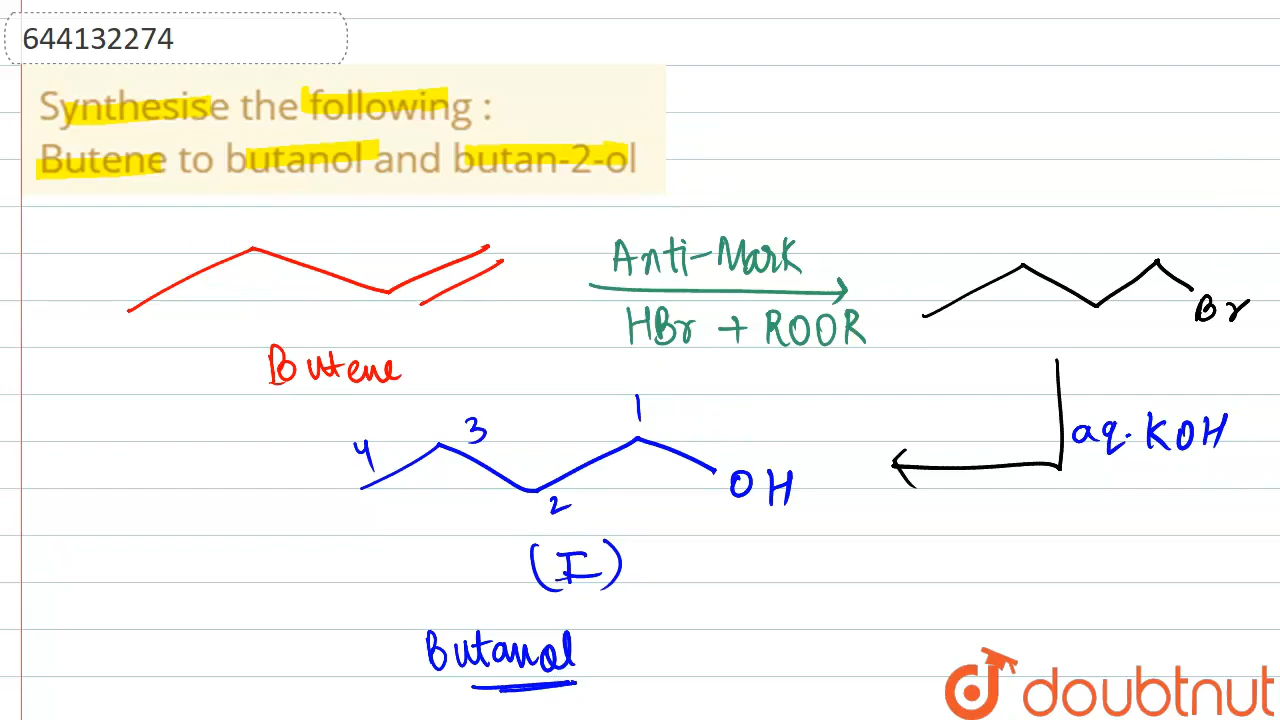 644132274
Synthesise the following :
Butene to butanol and butan-2-ol
Anti-Mark
HBr + ROOR
Br
Butene
1
3
4
aq. KOH
OH
2
(I)
Butanol
doubtnut